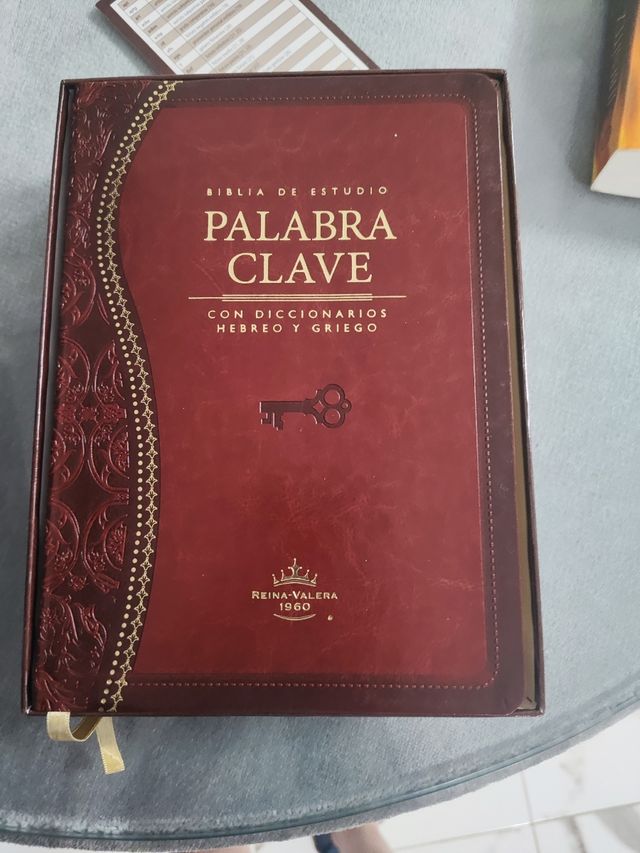 BIBLIA DE ESTUDIO
PALABRA
CLAVE
CON DICCIONARIOS
HEBREO Y GRIEGO
REINA-VALERA
1960